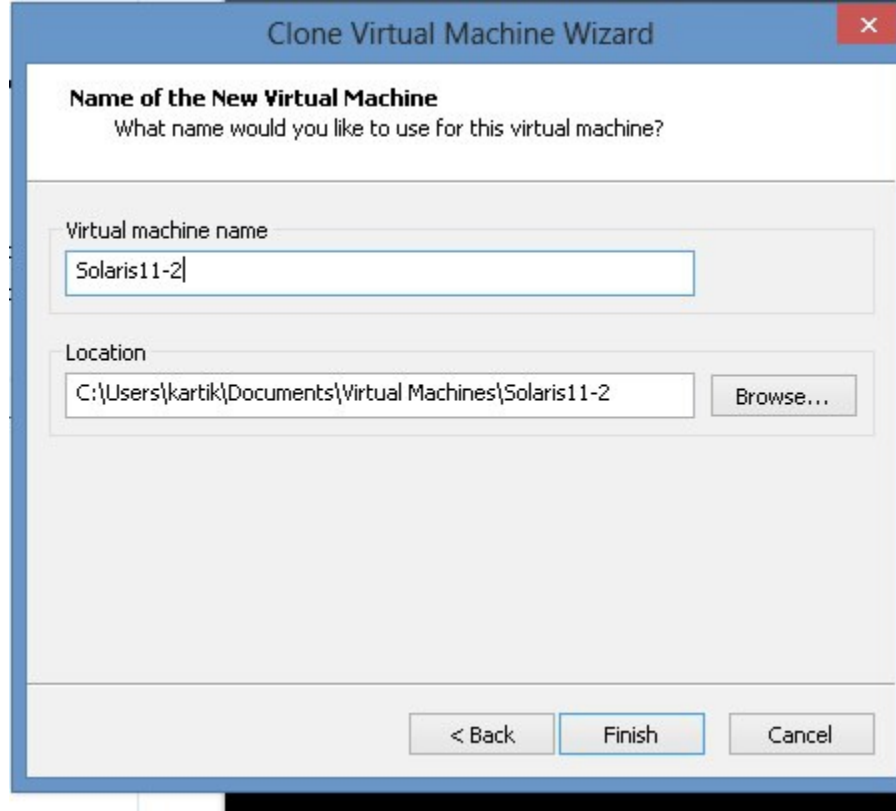 Clone Virtual Machine Wizard
Name of the New Virtual Machine
What name would you like to use for this virtual machine?
Virtual machine name
Solaris11-2
Location
C:\Users\kartik\Documents\Virtual Machines\Solaris11-2
Browse...
< Back
Finish
Cancel